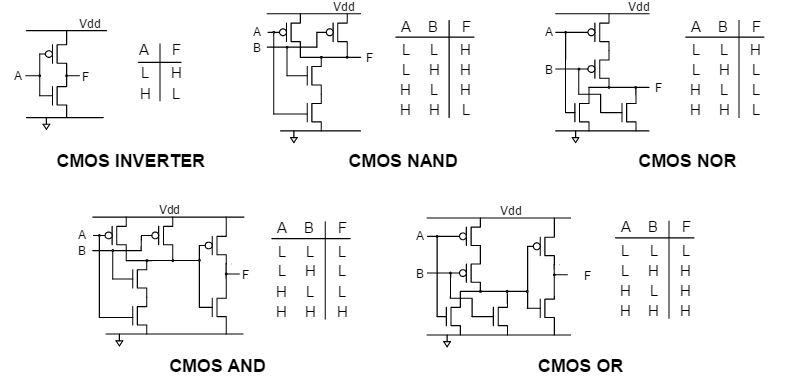 Vdd
A
F
A F
L H
H L
CMOS INVERTER
Vdd
A
B
F
A B F
L L H
L H H
H L H
H H L
CMOS NAND
Vdd
A
B
F
A B F
L L H
L H L
H L L
H H L
CMOS NOR
Vdd
A
B
F
A B F
L L L
L H L
H L L
H H H
CMOS AND
Vdd
A
B
F
A B F
L L L
L H H
H L H
H H H
CMOS OR